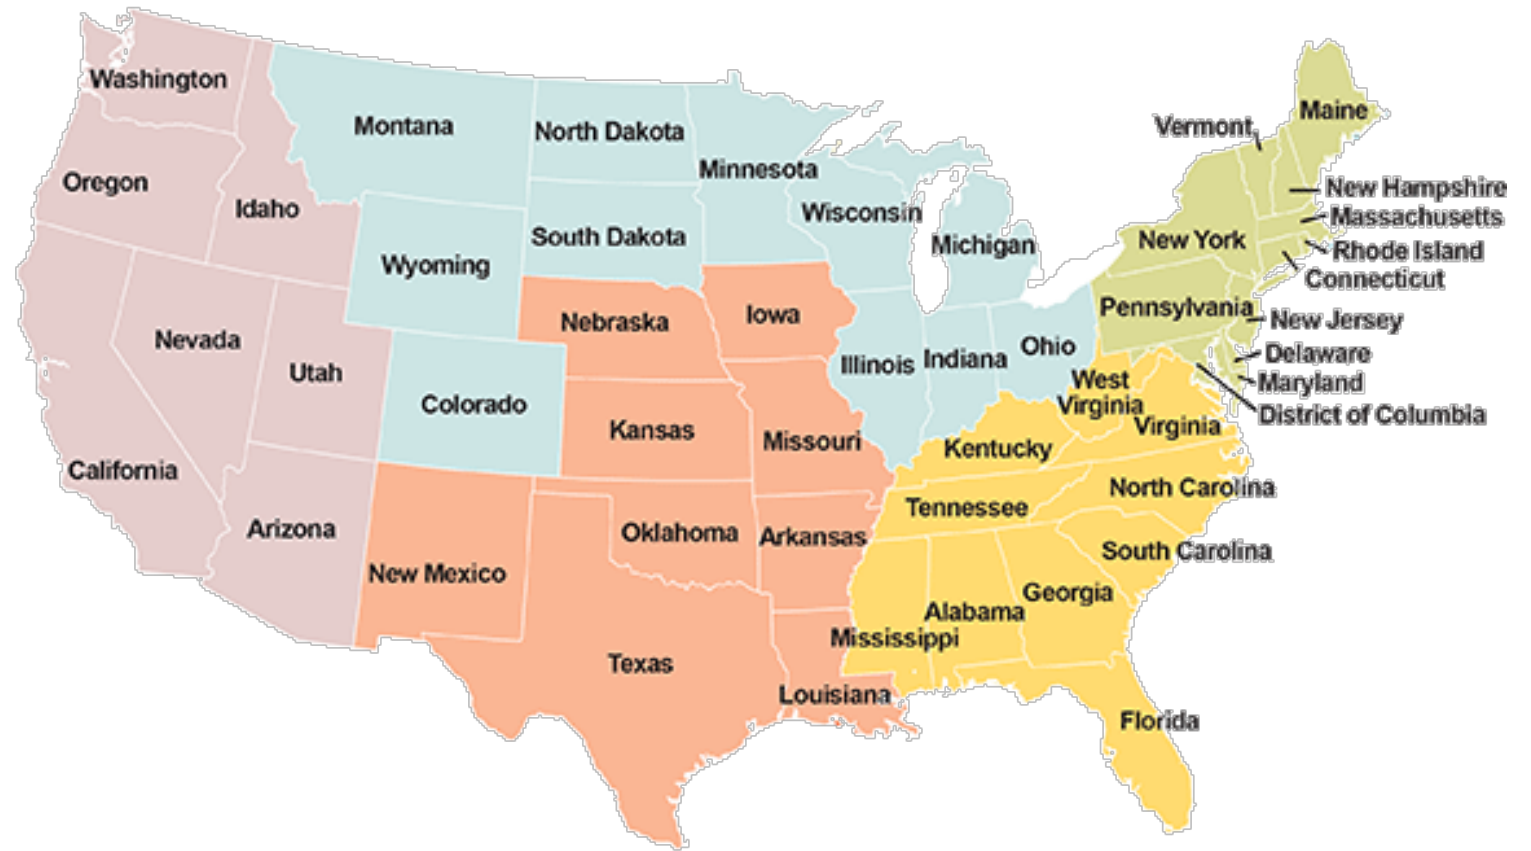 Washington
Montana
North Dakota
Minnesota
Maine
Vermont
Oregon
Idaho
Wisconsin
New Hampshire
Massachusetts
South Dakota
Wyoming
Michigan
New York
Rhode Island
Connecticut
Nevada
Nebraska
Iowa
Pennsylvania
New Jersey
Utah
Illinois
Indiana
Ohio
Delaware
Maryland
Colorado
West
Virginia
District of Columbia
Kansas
Missouri
Kentucky
Virginia
California
Arizona
Tennessee
North Carolina
Oklahoma
Arkansas
South Carolina
New Mexico
Georgia
Alabama
Mississippi
Texas
Louisiana
Florida